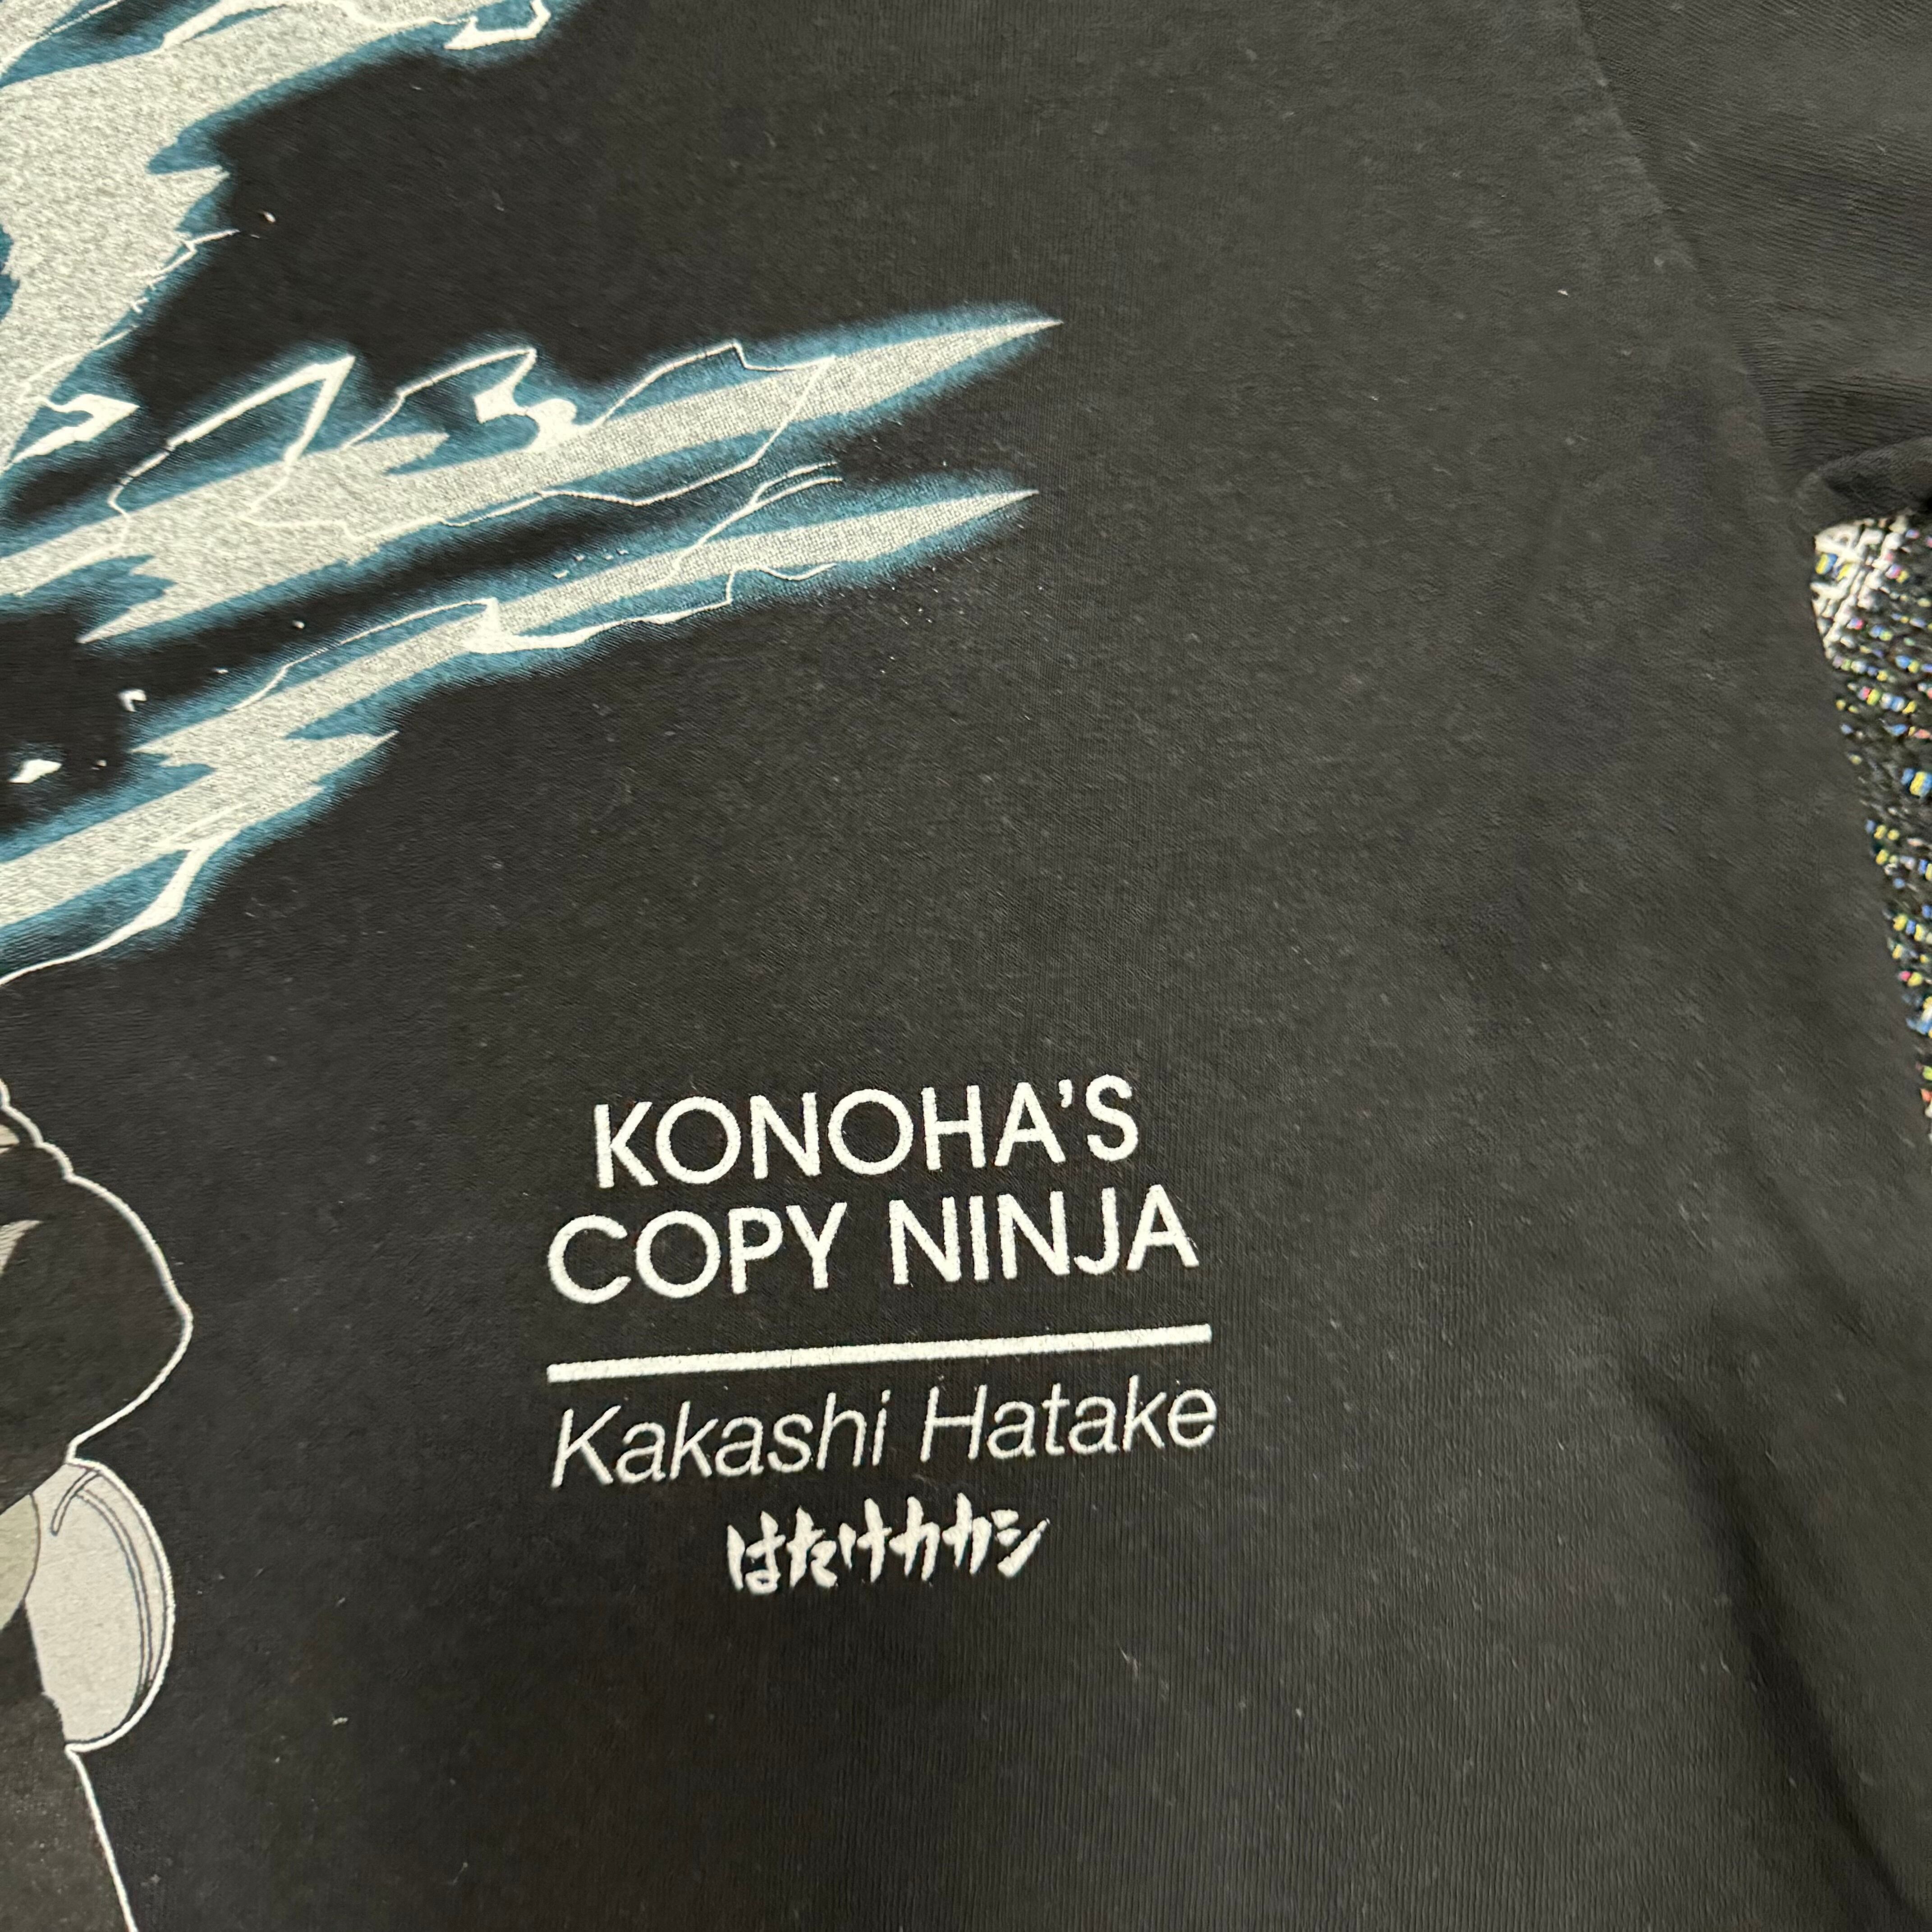 KONOHA’S
COPY NINJA
Kakashi Hatake
はたけカカシ